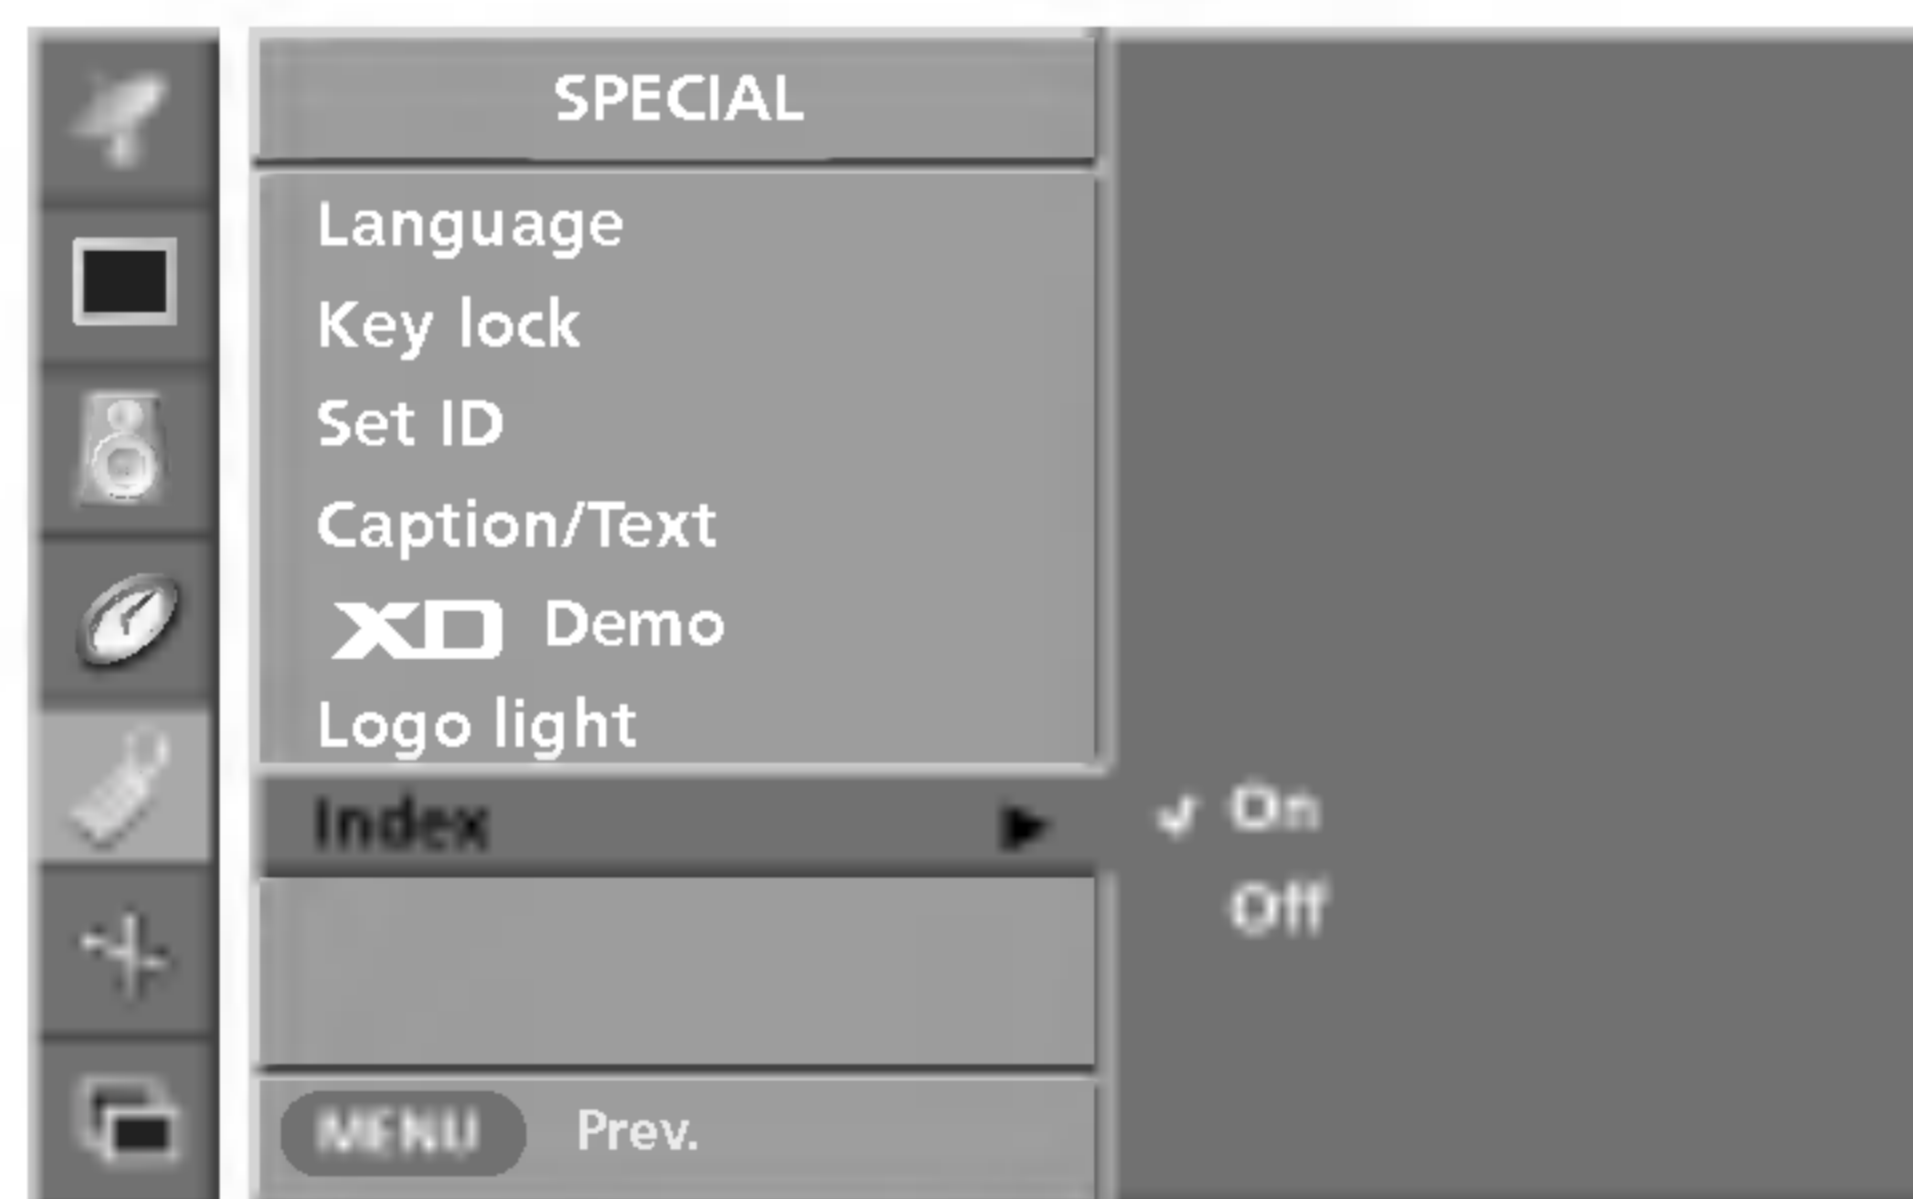 SPECIAL
Language
Key lock
Set ID
Caption/Text
XD Demo
Logo light
Index
On
Off
MENU Prev.